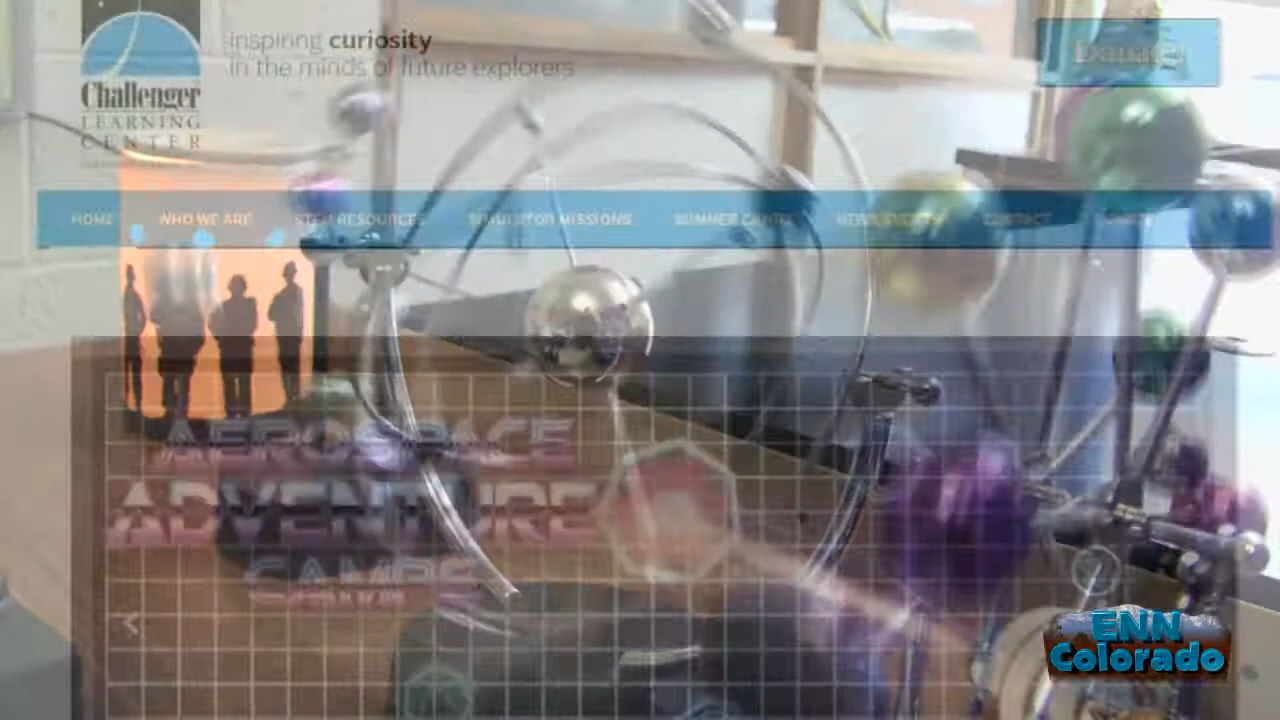 inspiring curiosity
in the minds of future explorers
Challenger
LEARNING
CENTER
HOME WHO WE ARE STEM RESOURCES SIMULATOR MISSIONS SUMMER CAMPS NEWS CONTACT
AEROSPACE
ADVENTURE
CAMPS
ENN
Colorado